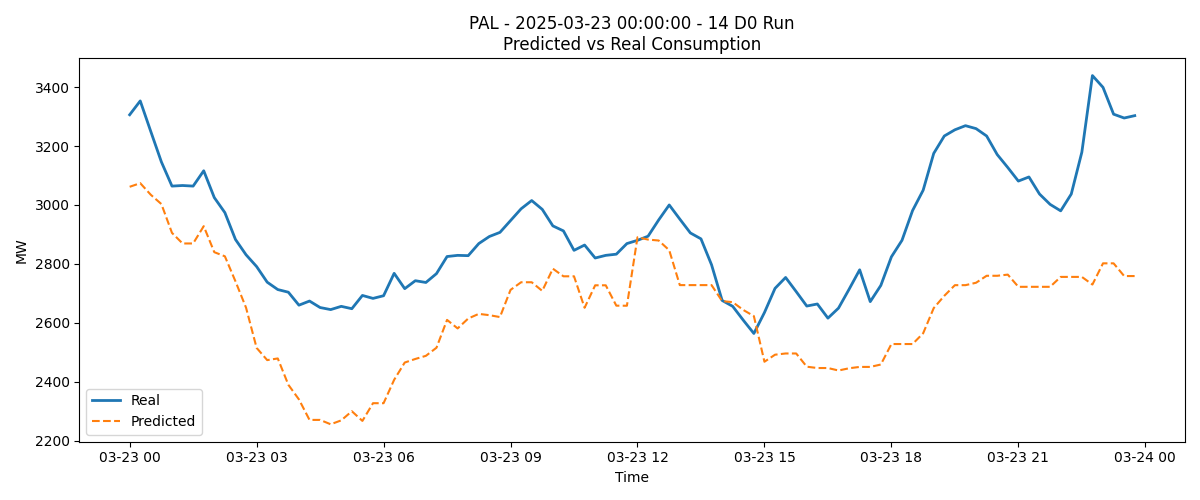 PAL - 2025-03-23 00:00:00 - 14 D0 Run
Predicted vs Real Consumption
MW
3400
3200
3000
2800
2600
2400
2200
Real
Predicted
03-23 00
03-23 03
03-23 06
03-23 09
03-23 12
03-23 15
03-23 18
03-23 21
03-24 00
Time